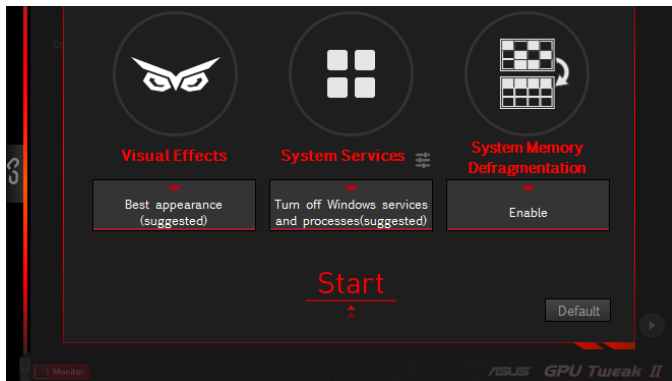 Visual Effects
System Services
System Memory
Defragmentation
Best appearance
(suggested)
Turn off Windows services
and processes(suggested)
Enable
Start
Default
Monitor
ASUS GPU Tweak II